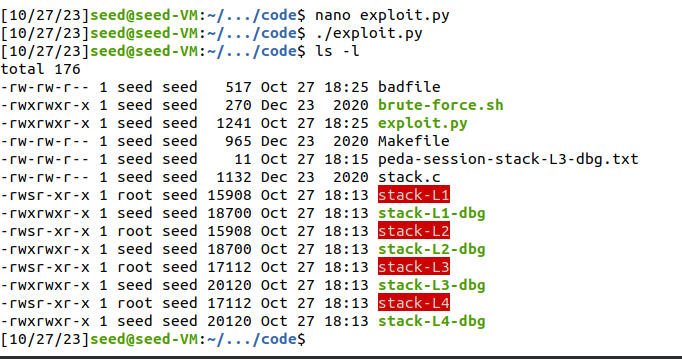 [10/27/23]seed@seed-VM:~/.../code$ nano exploit.py
[10/27/23]seed@seed-VM:~/.../code$ ./exploit.py
[10/27/23]seed@seed-VM:~/.../code$ ls -l
total 176
-rw-rw-r-- 1 seed seed   517 Oct 27 18:25 badfile
-rwxrwxr-x 1 seed seed   270 Dec 23  2020 brute-force.sh
-rwxrwxr-x 1 seed seed  1241 Oct 27 18:25 exploit.py
-rw-rw-r-- 1 seed seed   965 Dec 23  2020 Makefile
-rw-rw-r-- 1 seed seed    11 Oct 27 18:15 peda-session-stack-L3-dbg.txt
-rw-rw-r-- 1 seed seed  1132 Dec 23  2020 stack.c
-rwsr-xr-x 1 root seed 15908 Oct 27 18:13 stack-L1
-rwxrwxr-x 1 seed seed 18700 Oct 27 18:13 stack-L1-dbg
-rwsr-xr-x 1 root seed 15908 Oct 27 18:13 stack-L2
-rwxrwxr-x 1 seed seed 18700 Oct 27 18:13 stack-L2-dbg
-rwsr-xr-x 1 root seed 17112 Oct 27 18:13 stack-L3
-rwxrwxr-x 1 seed seed 20120 Oct 27 18:13 stack-L3-dbg
-rwsr-xr-x 1 root seed 17112 Oct 27 18:13 stack-L4
-rwxrwxr-x 1 seed seed 20120 Oct 27 18:13 stack-L4-dbg
[10/27/23]seed@seed-VM:~/.../code$